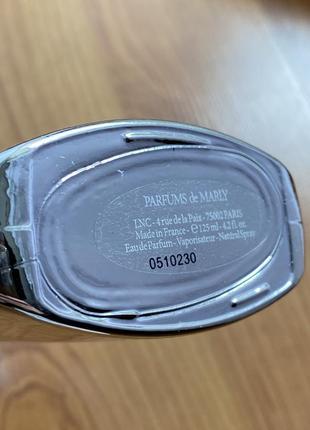 PARFUMS de MARLY
LNC - 4 rue de la Paix - 75002 PARIS
Made in France - ℮ 125 ml - 4.2 fl. oz.
Eau de Parfum - Vaporisateur - Natural Spray
0510230